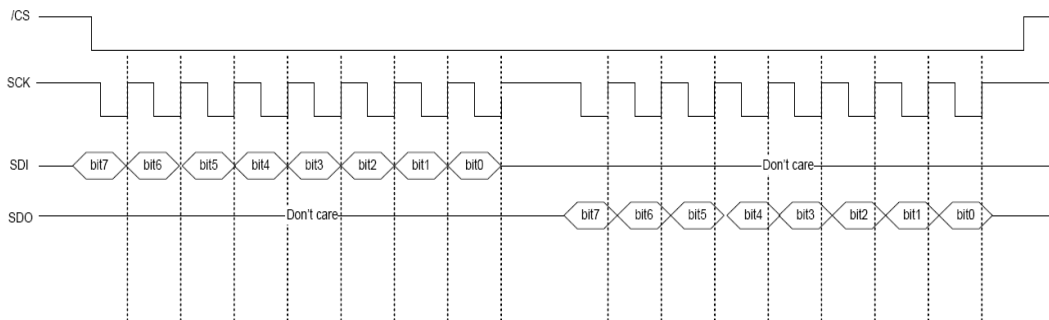 /CS
SCK
SDI bit7 bit6 bit5 bit4 bit3 bit2 bit1 bit0 Don't care
SDO Don't care bit7 bit6 bit5 bit4 bit3 bit2 bit1 bit0